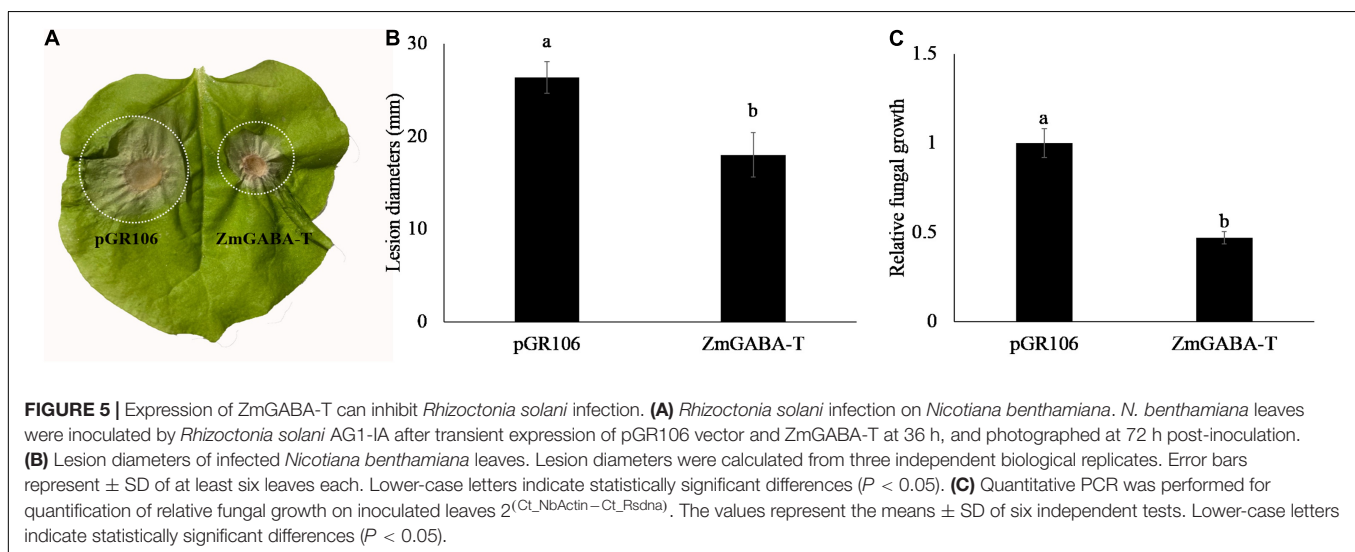 A
pGR106
ZmGABA-T
B
Lesion diameters (mm)
30
20
10
0
a
b
pGR106
ZmGABA-T
C
Relative fungal growth
1.5
1
0.5
0
a
b
pGR106
ZmGABA-T
FIGURE 5 | Expression of ZmGABA-T can inhibit Rhizoctonia solani infection. (A) Rhizoctonia solani infection on Nicotiana benthamiana. N. benthamiana leaves
were inoculated by Rhizoctonia solani AG1-IA after transient expression of pGR106 vector and ZmGABA-T at 36 h, and photographed at 72 h post-inoculation.
(B) Lesion diameters of infected Nicotiana benthamiana leaves. Lesion diameters were calculated from three independent biological replicates. Error bars
represent ± SD of at least six leaves each. Lower-case letters indicate statistically significant differences (P < 0.05). (C) Quantitative PCR was performed for
quantification of relative fungal growth on inoculated leaves 2^(Ct_NbActin−Ct_Rsdna). The values represent the means ± SD of six independent tests. Lower-case letters
indicate statistically significant differences (P < 0.05).